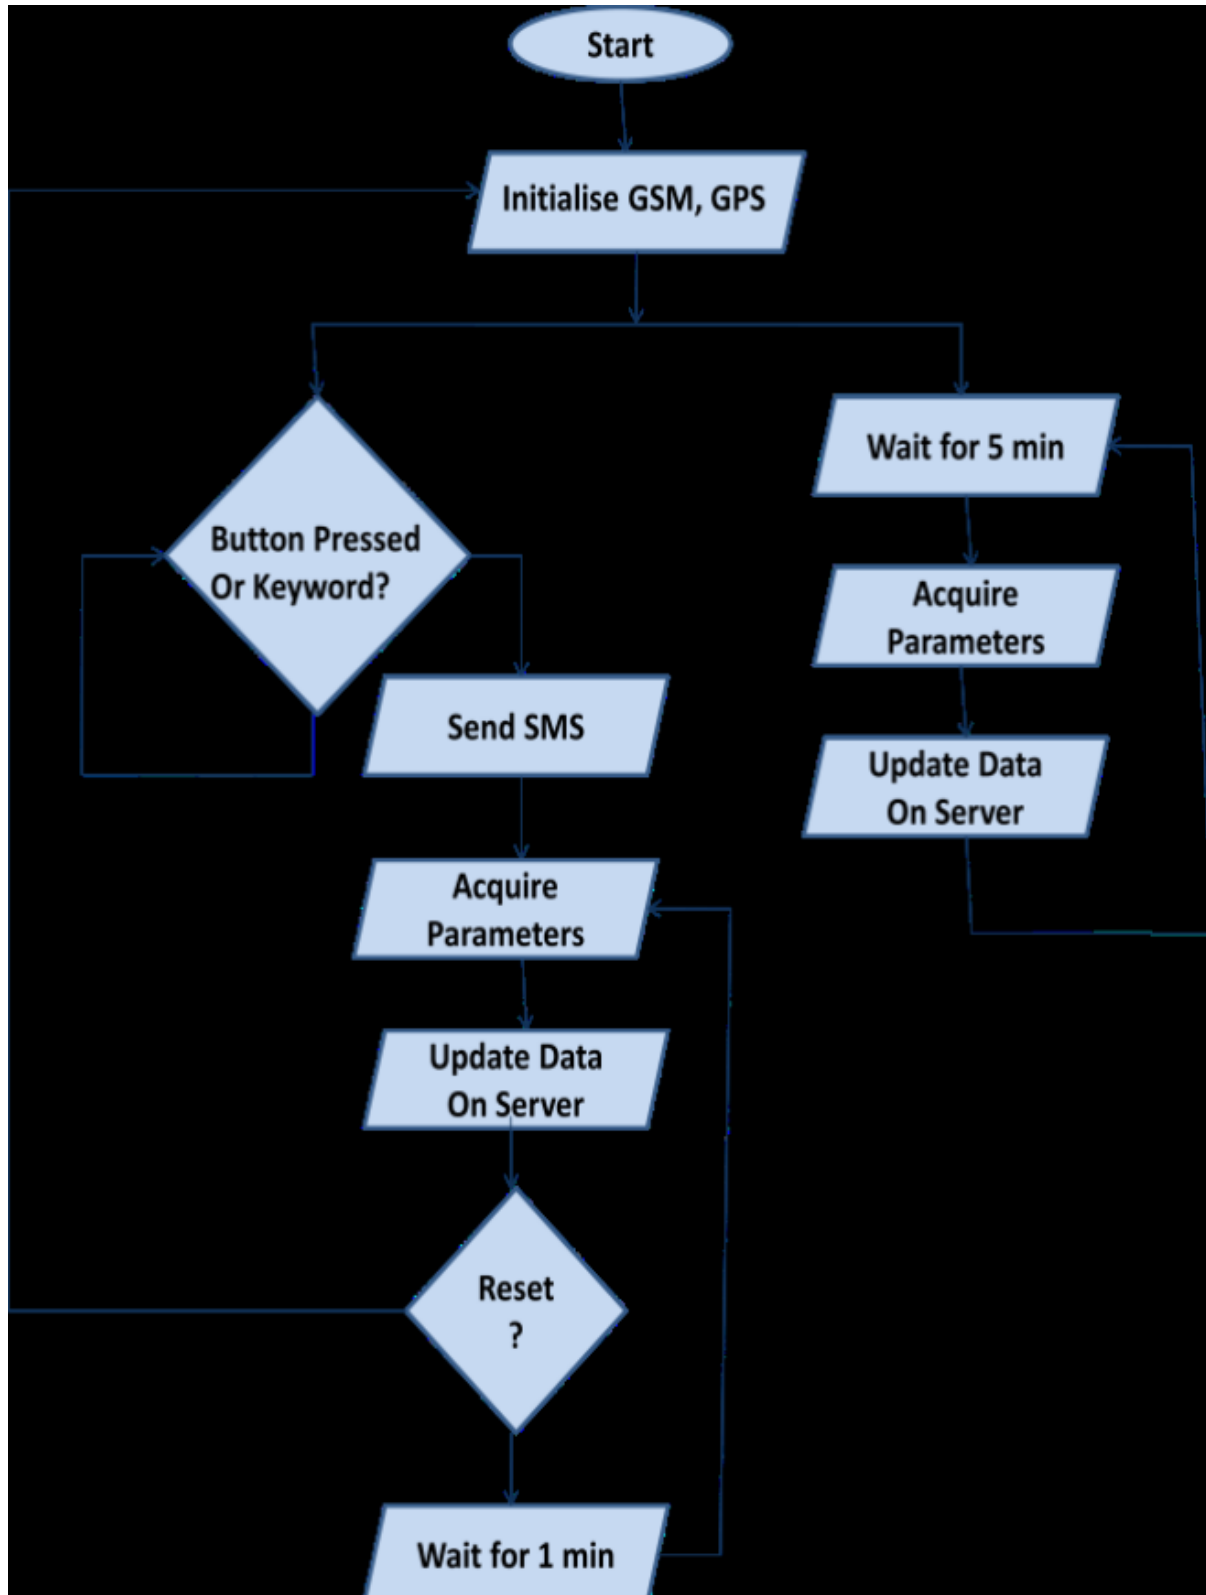 Start
Initialise GSM, GPS
Button Pressed
Or Keyword?
Send SMS
Acquire
Parameters
Update Data
On Server
Reset
?
Wait for 1 min
Wait for 5 min
Acquire
Parameters
Update Data
On Server